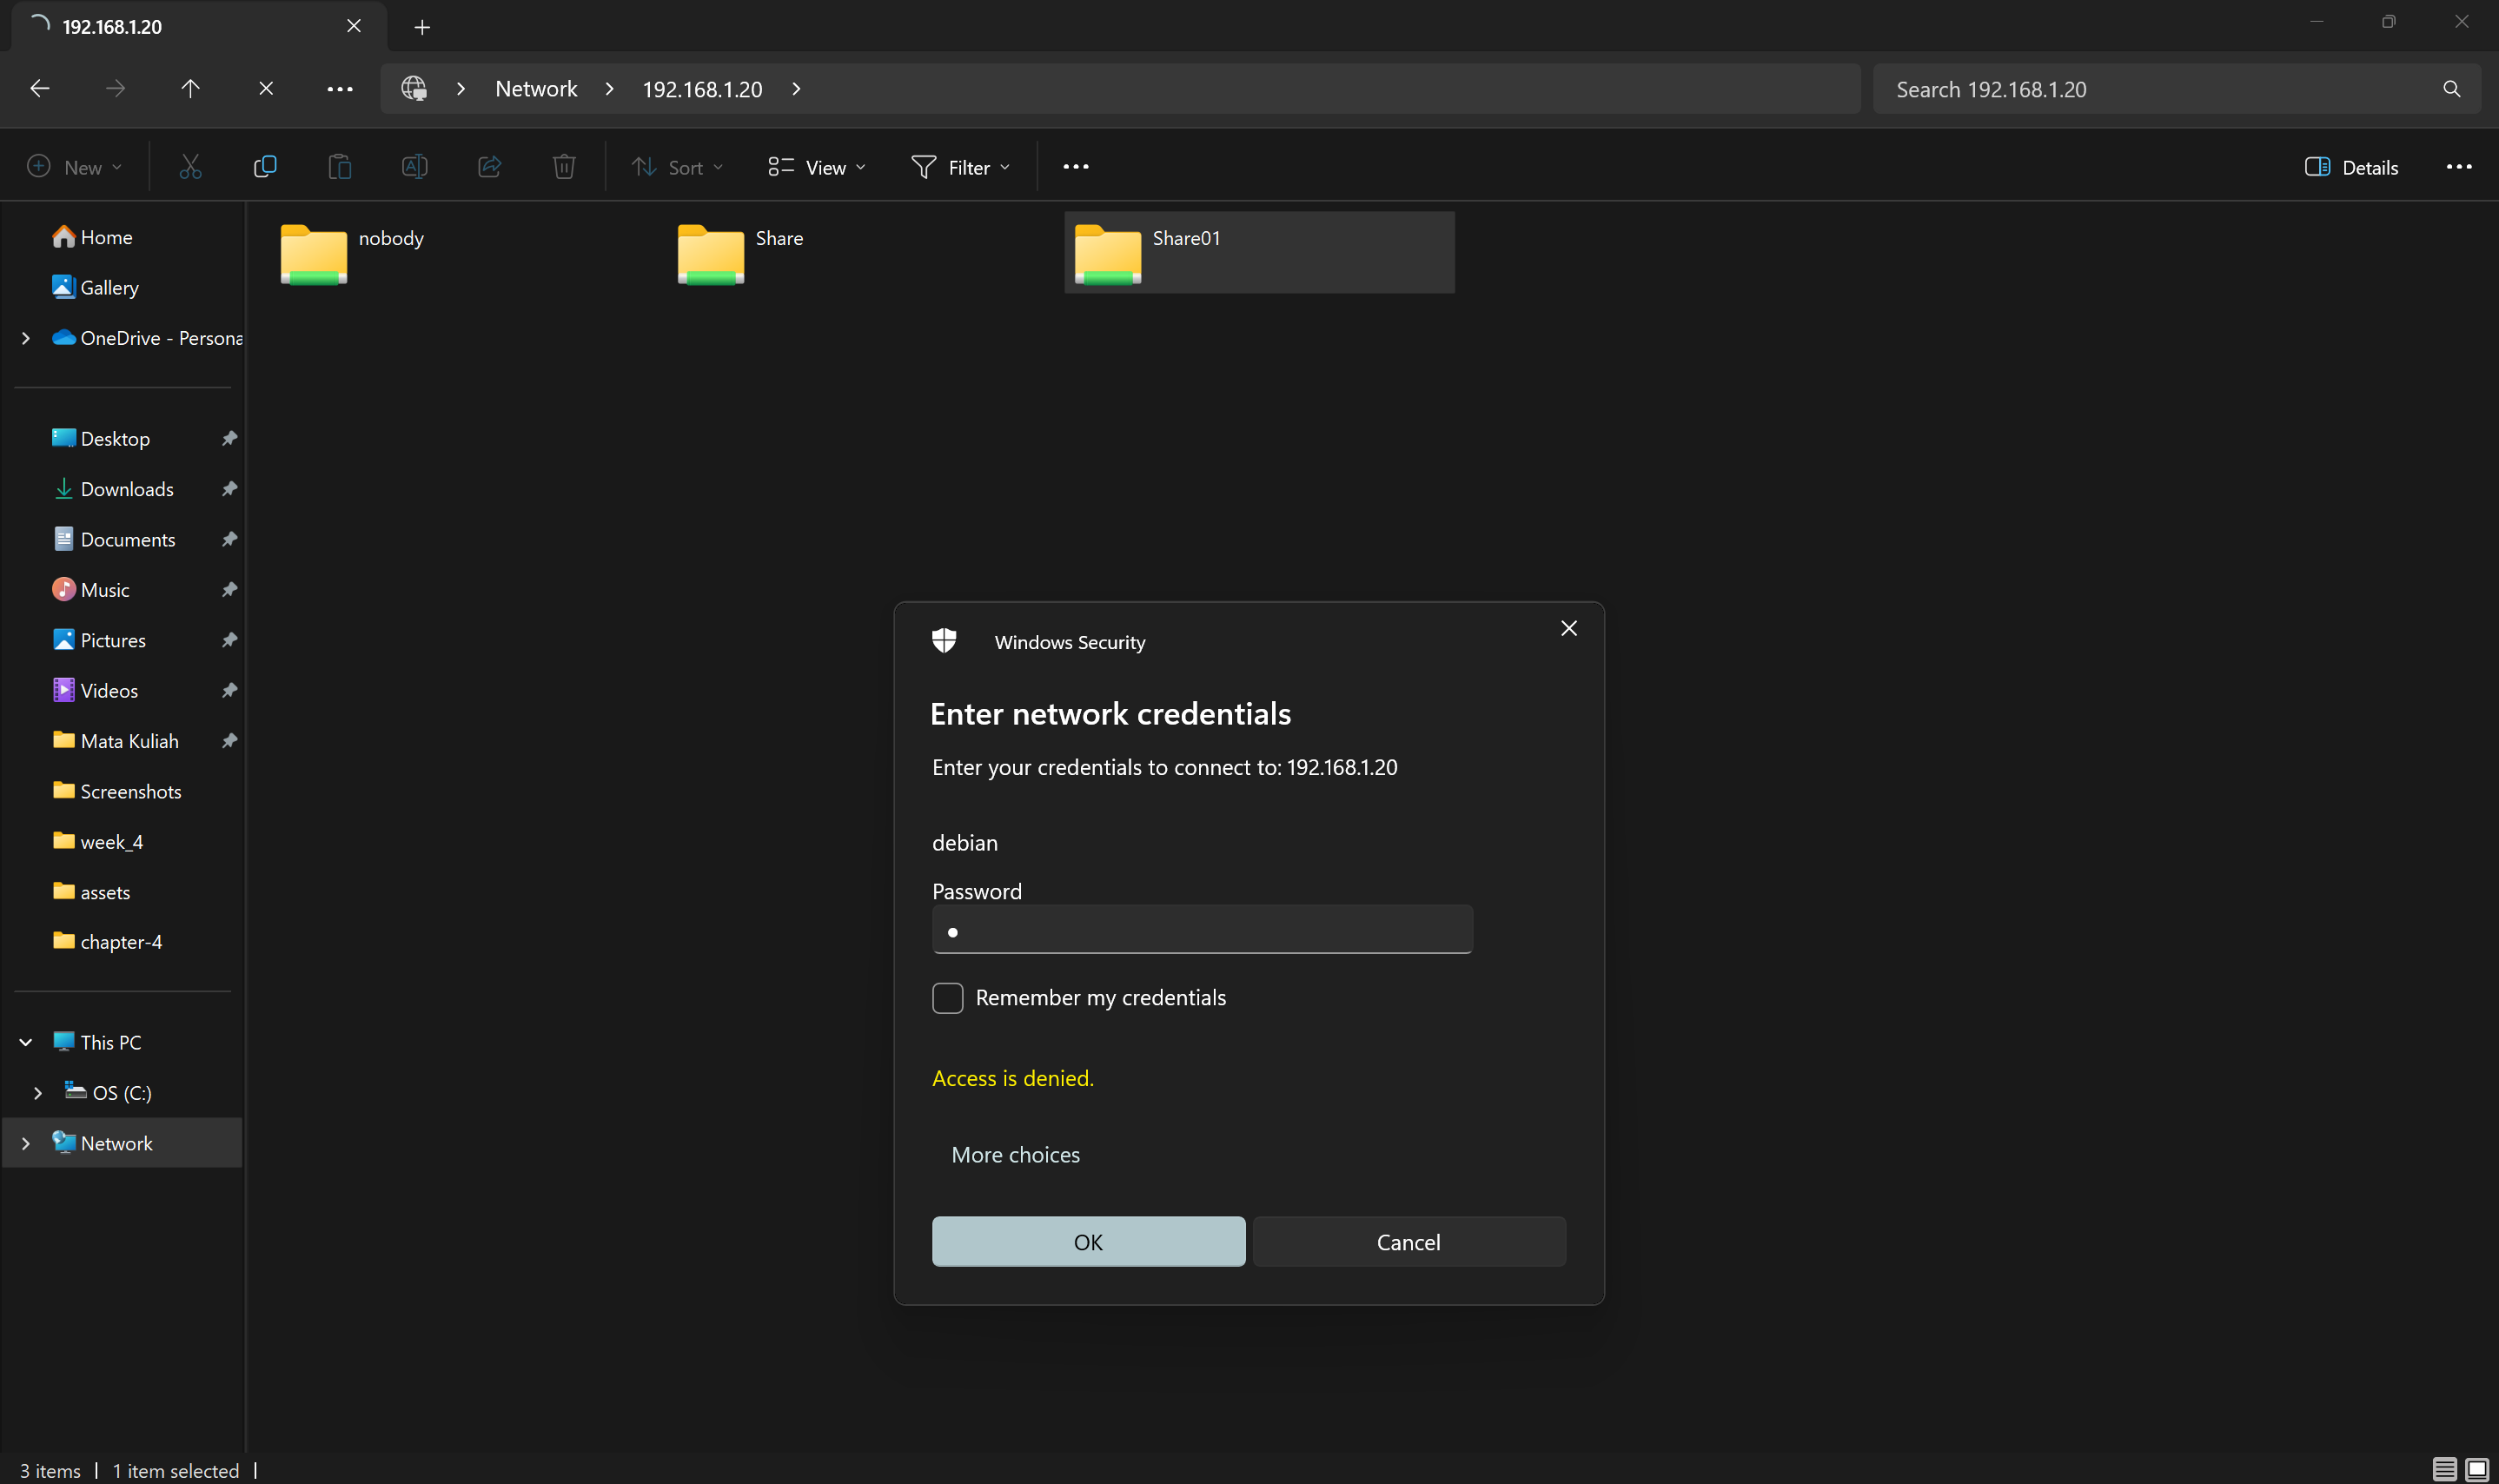 192.168.1.20
Network
192.168.1.20
Search 192.168.1.20
New
Sort
View
Filter
Details
Home
Gallery
OneDrive - Persona
Desktop
Downloads
Documents
Music
Pictures
Videos
Mata Kuliah
Screenshots
week_4
assets
chapter-4
This PC
OS (C:)
Network
nobody
Share
Share01
Windows Security
Enter network credentials
Enter your credentials to connect to: 192.168.1.20
debian
Password
Remember my credentials
Access is denied.
More choices
OK
Cancel
3 items
1 item selected